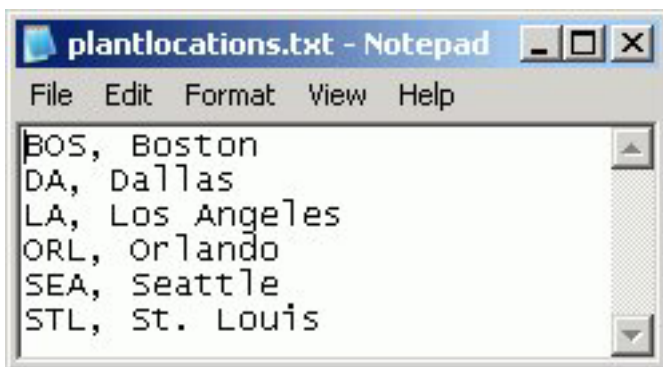 plantlocations.txt - Notepad
File Edit Format View Help
BOS, Boston
DA, Dallas
LA, Los Angeles
ORL, Orlando
SEA, Seattle
STL, St. Louis